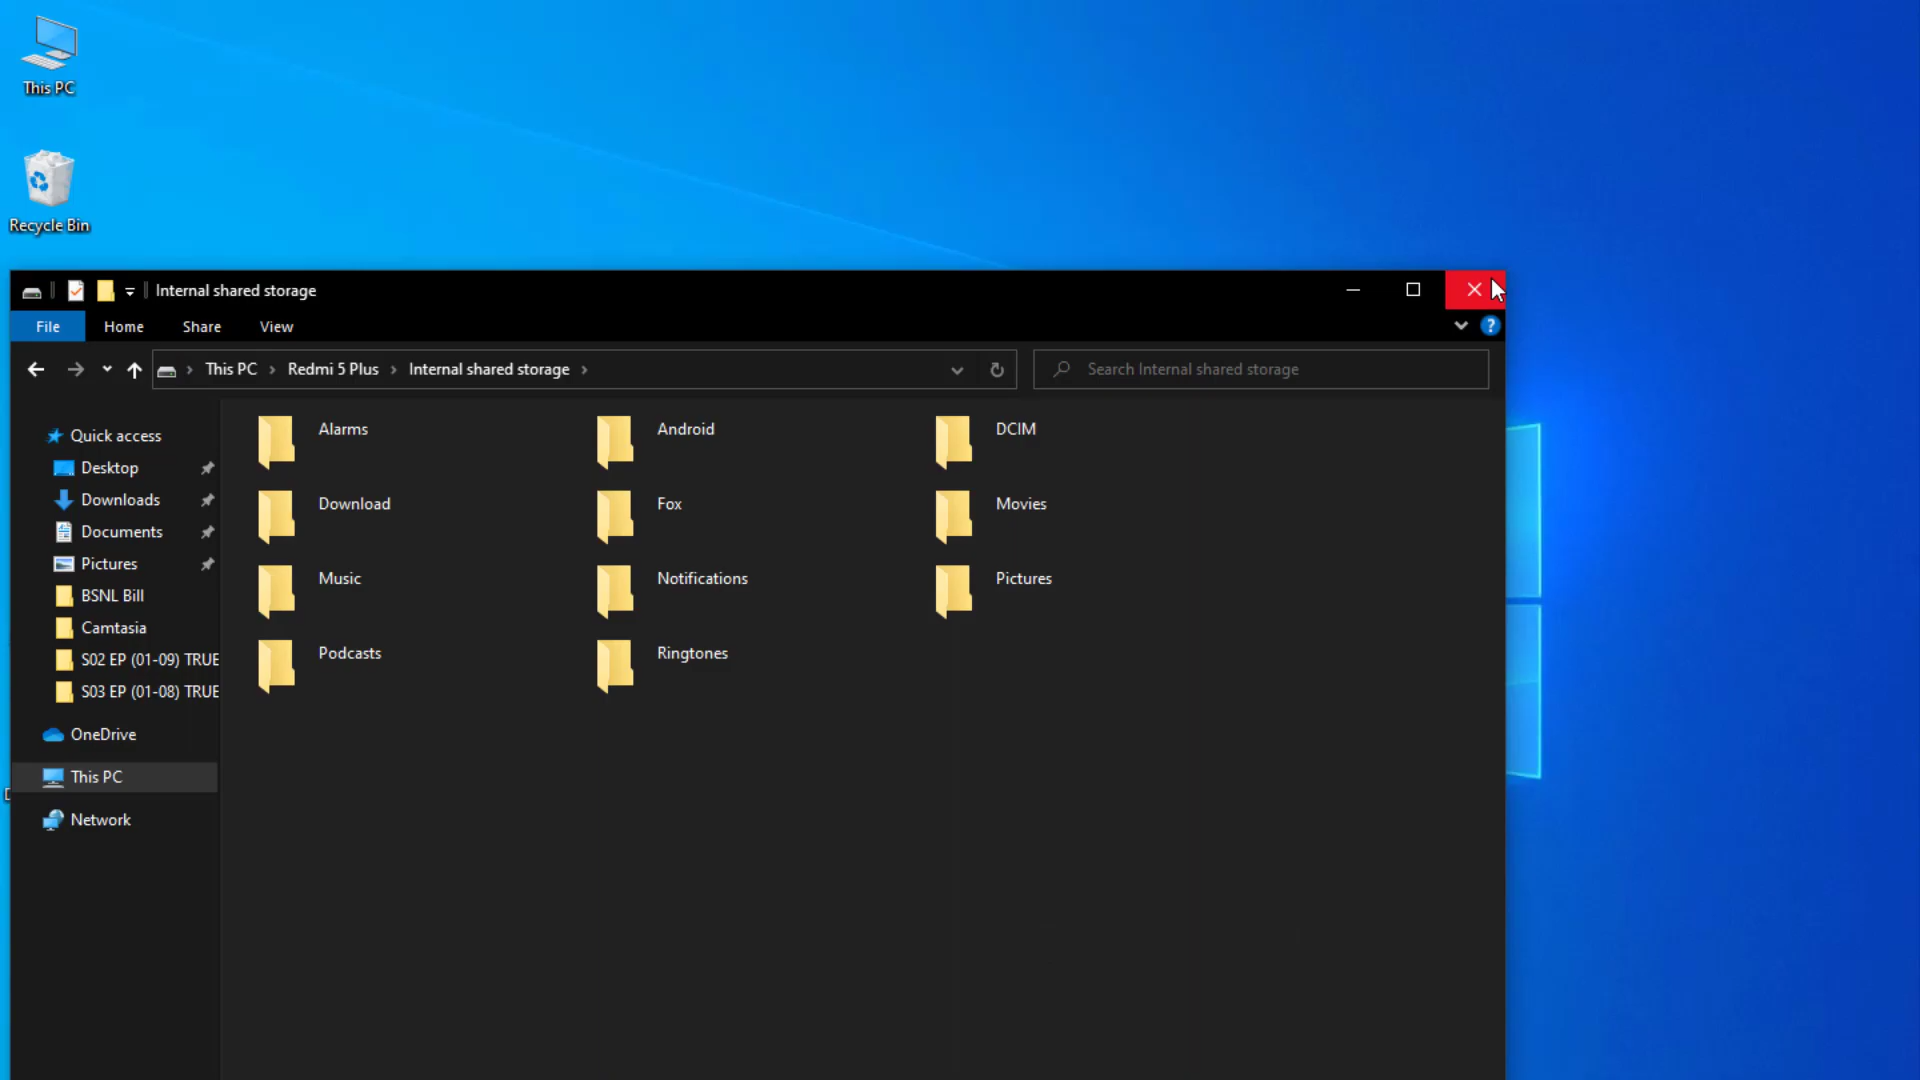 This PC
Recycle Bin
Internal shared storage
File Home Share View
?
This PC Redmi 5 Plus Internal shared storage
Search Internal shared storage
Quick access
Desktop
Downloads
Documents
Pictures
BSNL Bill
Camtasia
S02 EP (01-09) TRUE
S03 EP (01-08) TRUE
OneDrive
This PC
Network
Alarms Android DCIM
Download Fox Movies
Music Notifications Pictures
Podcasts Ringtones